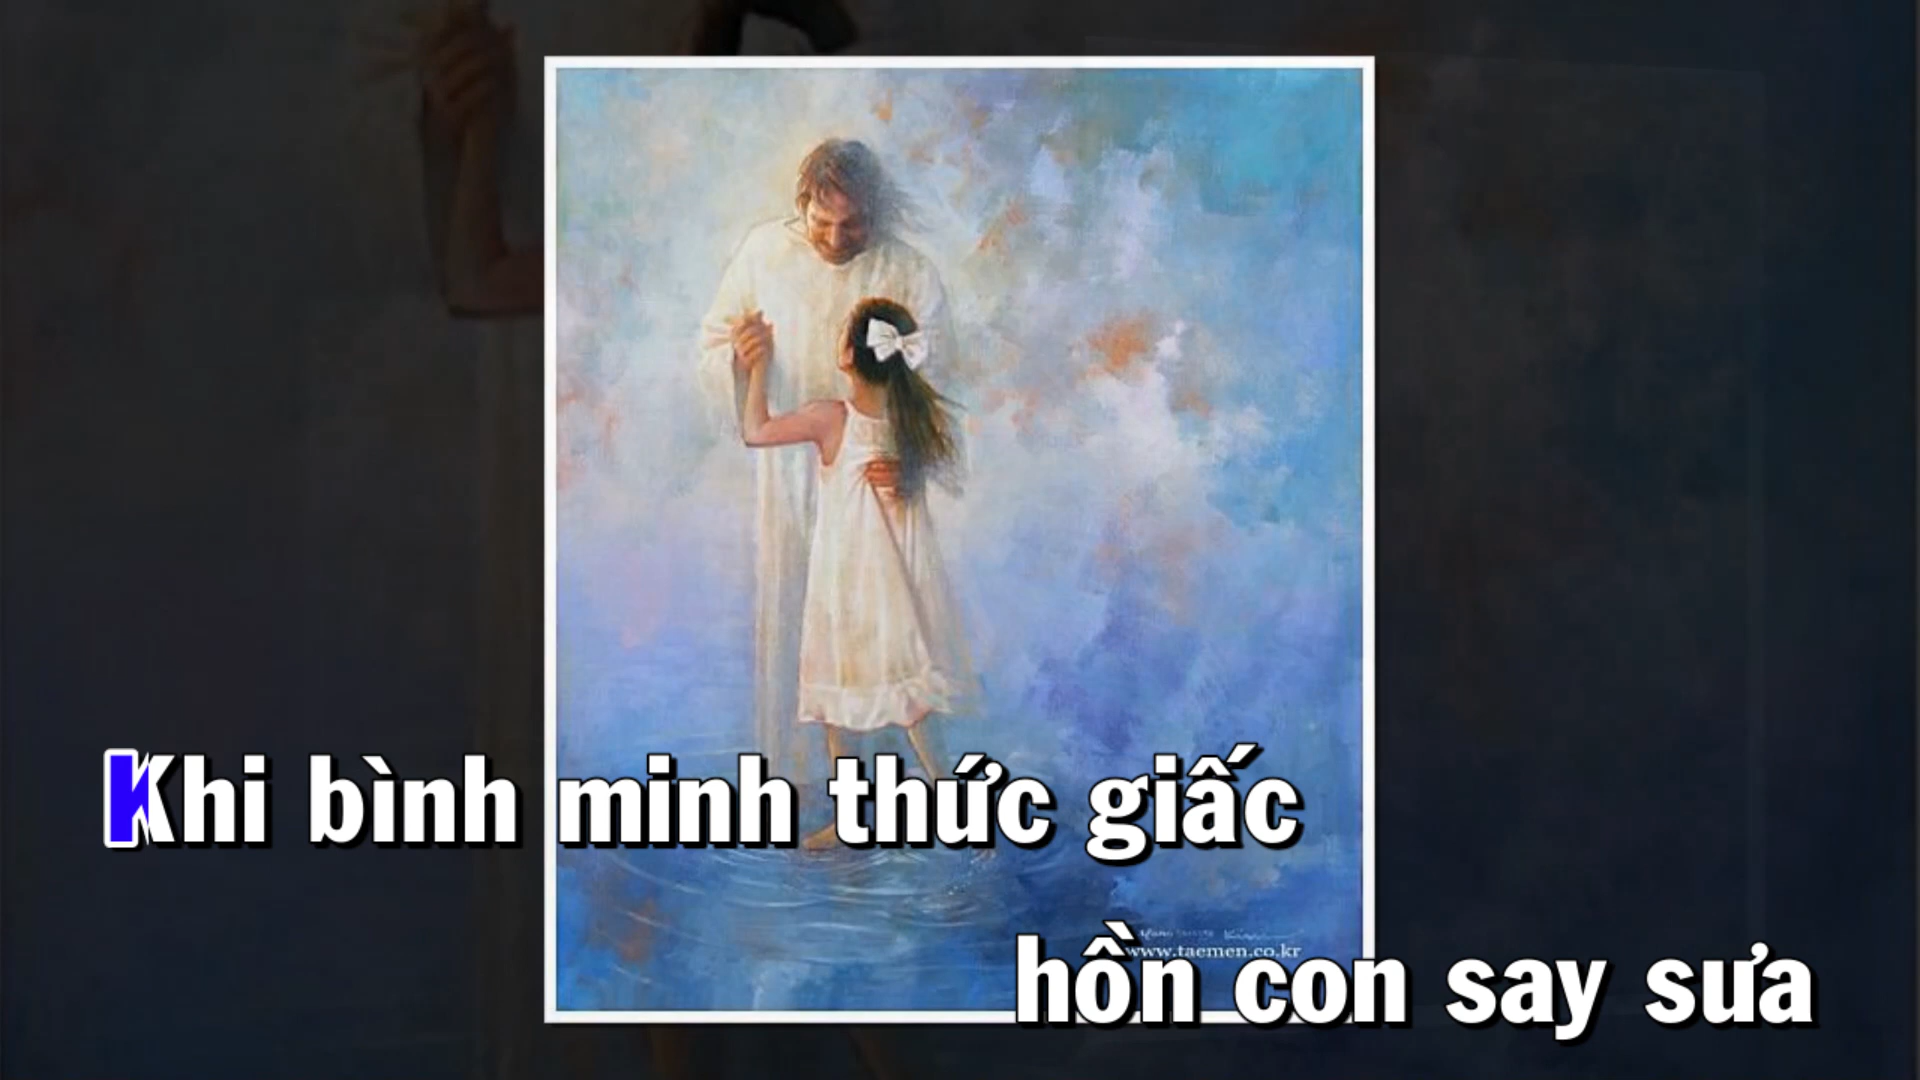 Khi bình minh thức giấc
www.taemen.co.kr
hồn con say sưa